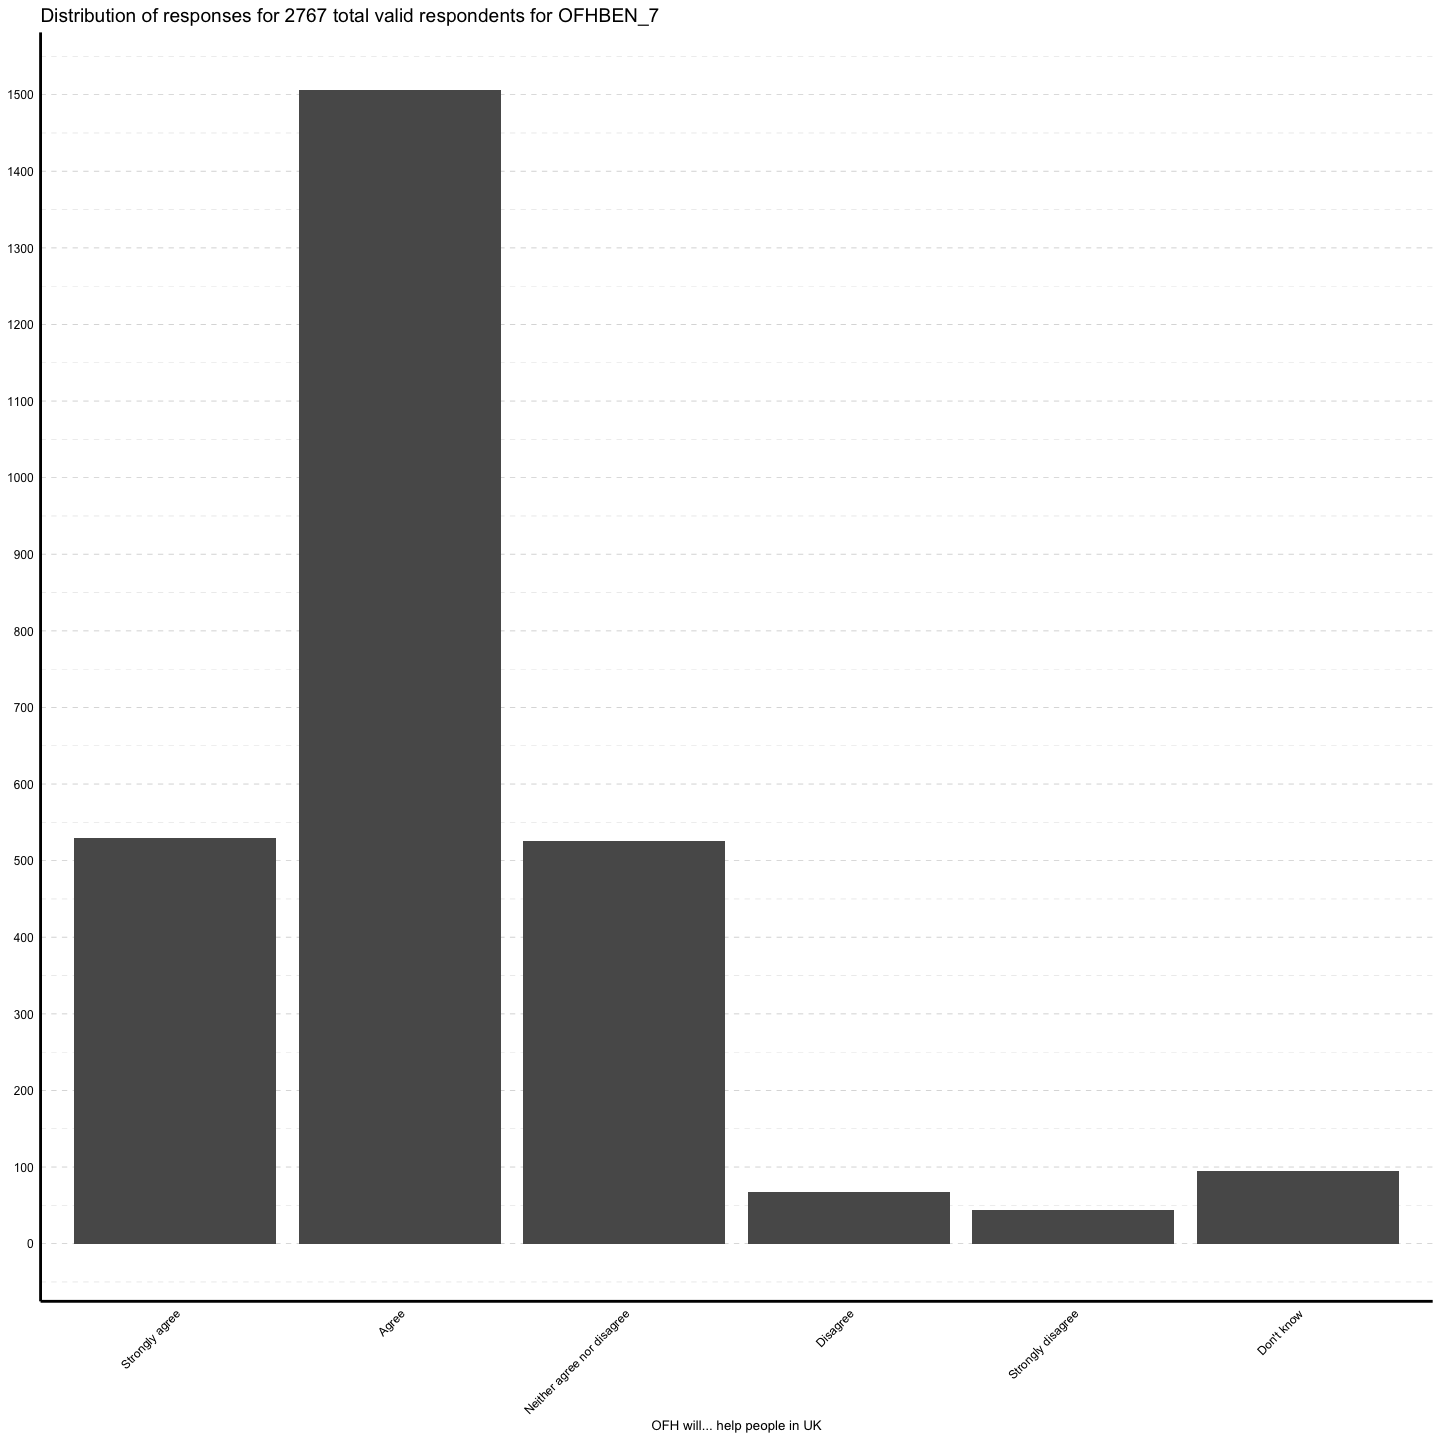 Distribution of responses for 2767 total valid respondents for OFHBEN_7
1500
1400
1300
1200
1100
1000
900
800
700
600
500
400
300
200
100
0
Strongly agree
Agree
Neither agree nor disagree
Disagree
Strongly disagree
Don't know
OFH will... help people in UK